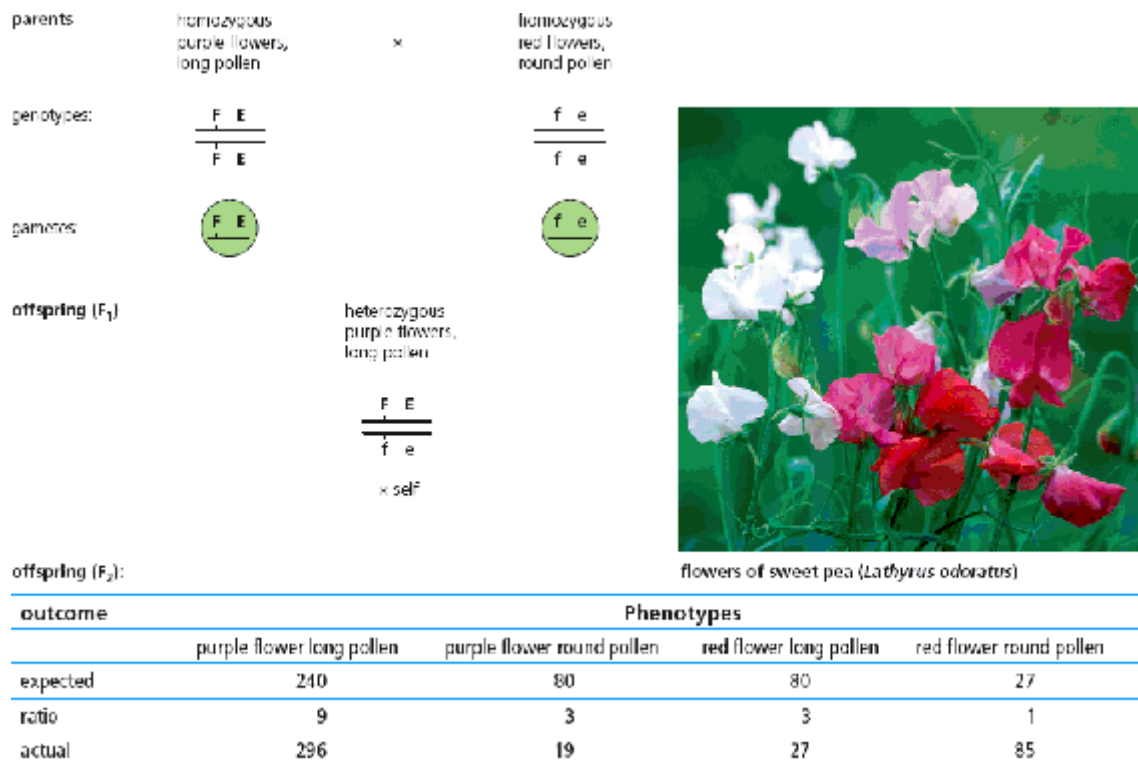 parents
homozygous
purple flowers,
long pollen
×
homozygous
red flowers,
round pollen
genotypes:
F E
F E
f e
f e
gametes:
F E
f e
offspring (F₁)
heterozygous
purple flowers,
long pollen
F E
f e
× self
offspring (F₂):
flowers of sweet pea (Lathyrus odoratus)
outcome Phenotypes
purple flower long pollen purple flower round pollen red flower long pollen red flower round pollen
expected 240 80 80 27
ratio 9 3 3 1
actual 296 19 27 85